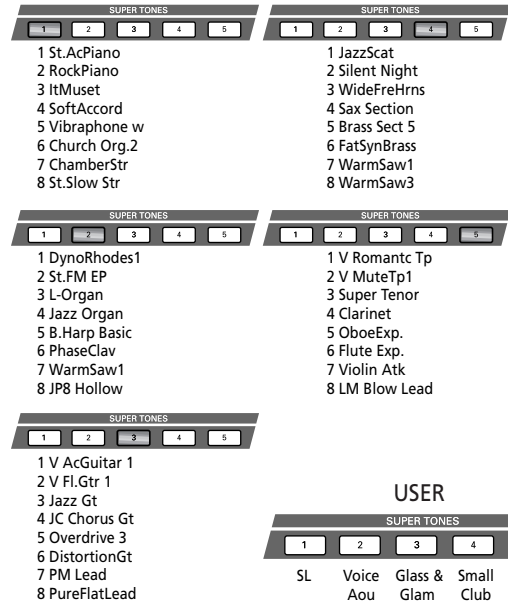 SUPER TONES
1 2 3 4 5
1 St.AcPiano
2 RockPiano
3 ItMuset
4 SoftAccord
5 Vibraphone w
6 Church Org.2
7 ChamberStr
8 St.Slow Str
SUPER TONES
1 2 3 4 5
1 JazzScat
2 Silent Night
3 WideFreHrns
4 Sax Section
5 Brass Sect 5
6 FatSynBrass
7 WarmSaw1
8 WarmSaw3
SUPER TONES
1 2 3 4 5
1 DynoRhodes1
2 St.FM EP
3 L-Organ
4 Jazz Organ
5 B.Harp Basic
6 PhaseClav
7 WarmSaw1
8 JP8 Hollow
SUPER TONES
1 2 3 4 5
1 V Romantc Tp
2 V MuteTp1
3 Super Tenor
4 Clarinet
5 OboeExp.
6 Flute Exp.
7 Violin Atk
8 LM Blow Lead
SUPER TONES
1 2 3 4 5
1 V AcGuitar 1
2 V Fl.Gtr 1
3 Jazz Gt
4 JC Chorus Gt
5 Overdrive 3
6 DistortionGt
7 PM Lead
8 PureFlatLead
USER
SUPER TONES
1 2 3 4
SL Voice Glass & Small
Aou Glam Club